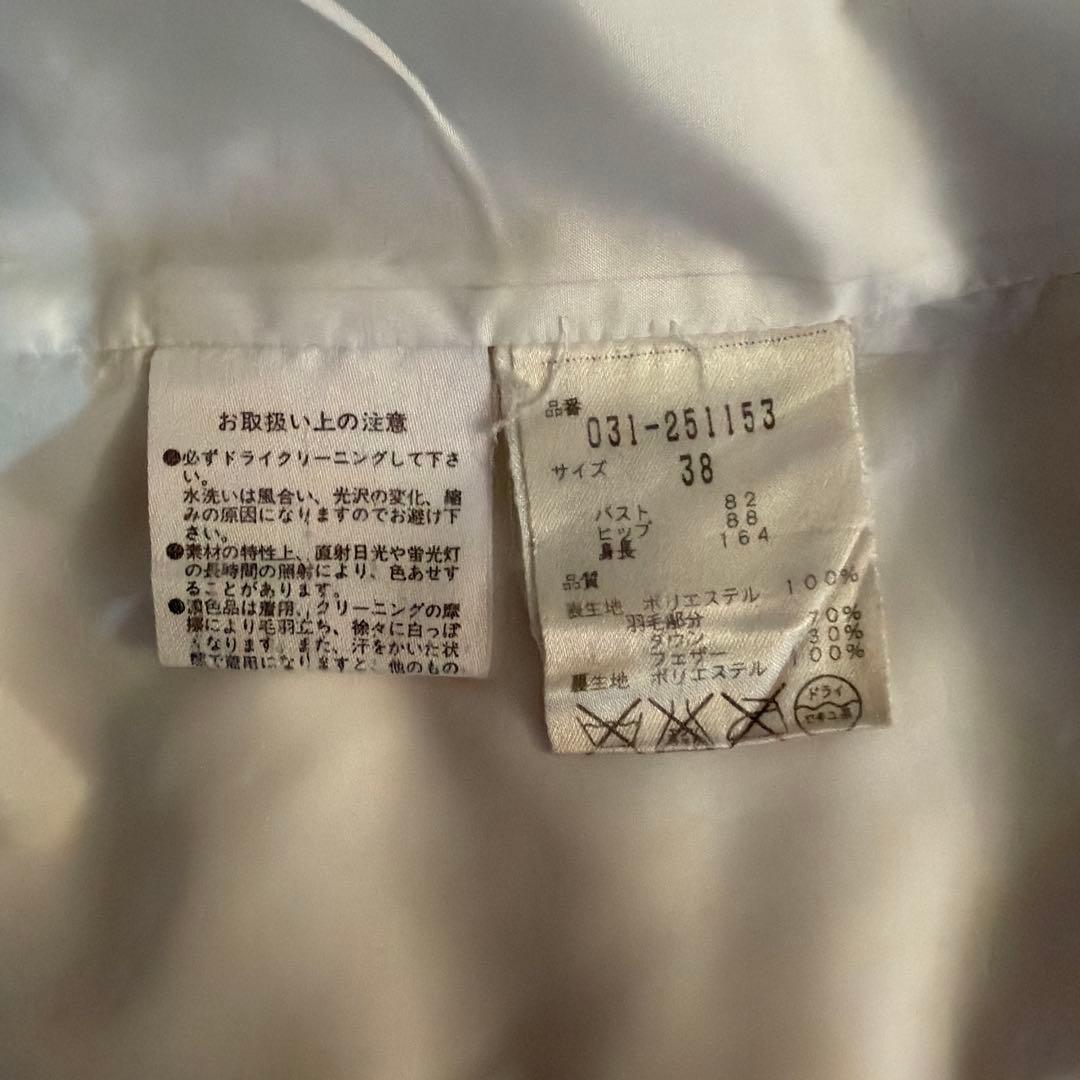 お取扱い上の注意
●必ずドライクリーニングして下さ
い。
水洗いは風合い、光沢の変化、縮
みの原因になりますのでお避け下
さい。
●素材の特性上、直射日光や蛍光灯
の長時間の照射により、色あせす
ることがあります。
●濃色品は着用、クリーニングの摩
擦により毛羽立ち、徐々に白っぽ
くなります。また、汗をかいた状
態で着用になりますと、他のもの
品番
031-251153
サイズ 38
バスト 82
ヒップ 88
身長 164
品質
表生地 ポリエステル 100%
羽毛部分
ダウン 70%
フェザー 30%
裏生地 ポリエステル 100%
ドライ
セキユ系